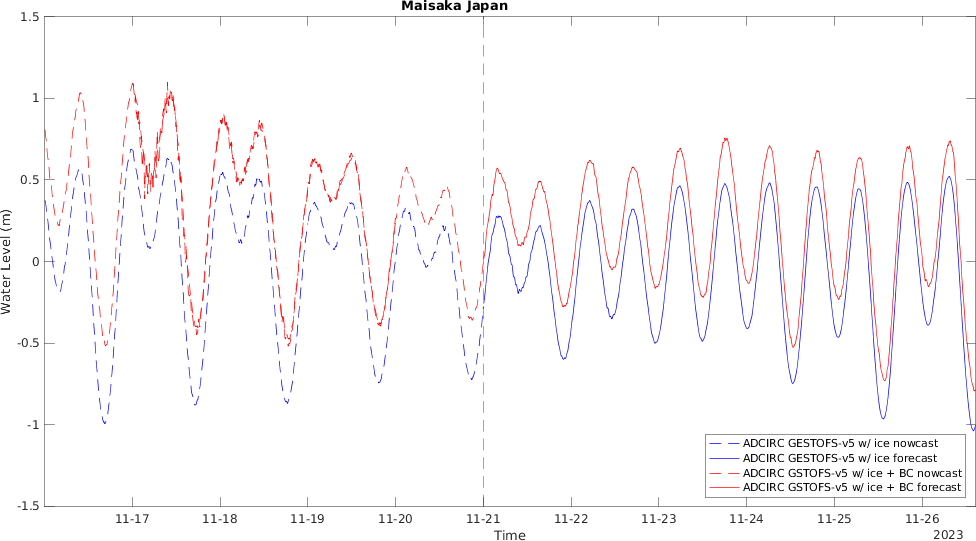 Maisaka Japan
1.5
1
0.5
0
-0.5
-1
-1.5
Water Level (m)
ADCIRC GESTOFS-v5 w/ ice nowcast
ADCIRC GESTOFS-v5 w/ ice forecast
ADCIRC GSTOFS-v5 w/ ice + BC nowcast
ADCIRC GSTOFS-v5 w/ ice + BC forecast
11-17 11-18 11-19 11-20 11-21 11-22 11-23 11-24 11-25 11-26
Time
2023